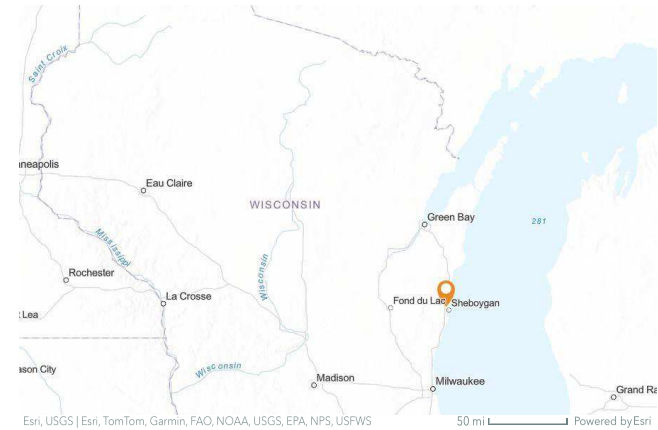 Saint Croix
nneapolis
Eau Claire
WISCONSIN
Green Bay
281
Mississippi
Rochester
Wisconsin
La Crosse
Fond du Lac
Sheboygan
Lea
ason City
Wisconsin
Madison
Milwaukee
Grand Ra
Esri, USGS | Esri, TomTom, Garmin, FAO, NOAA, USGS, EPA, NPS, USFWS
50 mi
Powered by Esri